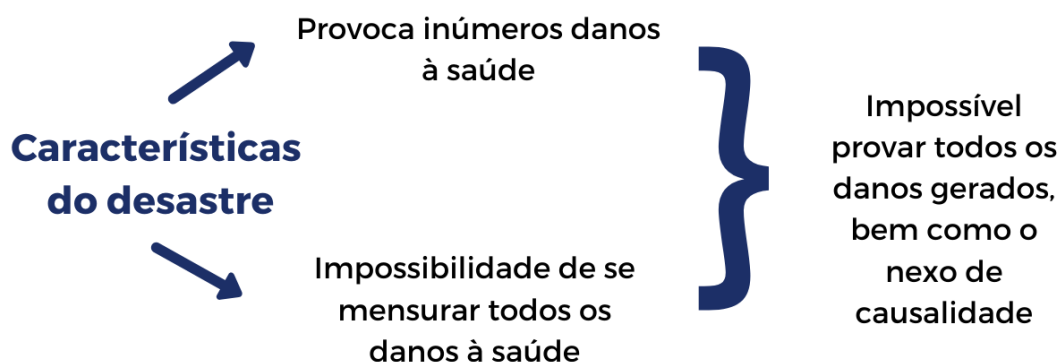 Provoca inúmeros danos
à saúde
Características
do desastre
Impossibilidade de se
mensurar todos os
danos à saúde
Impossível
provar todos os
danos gerados,
bem como o
nexo de
causalidade